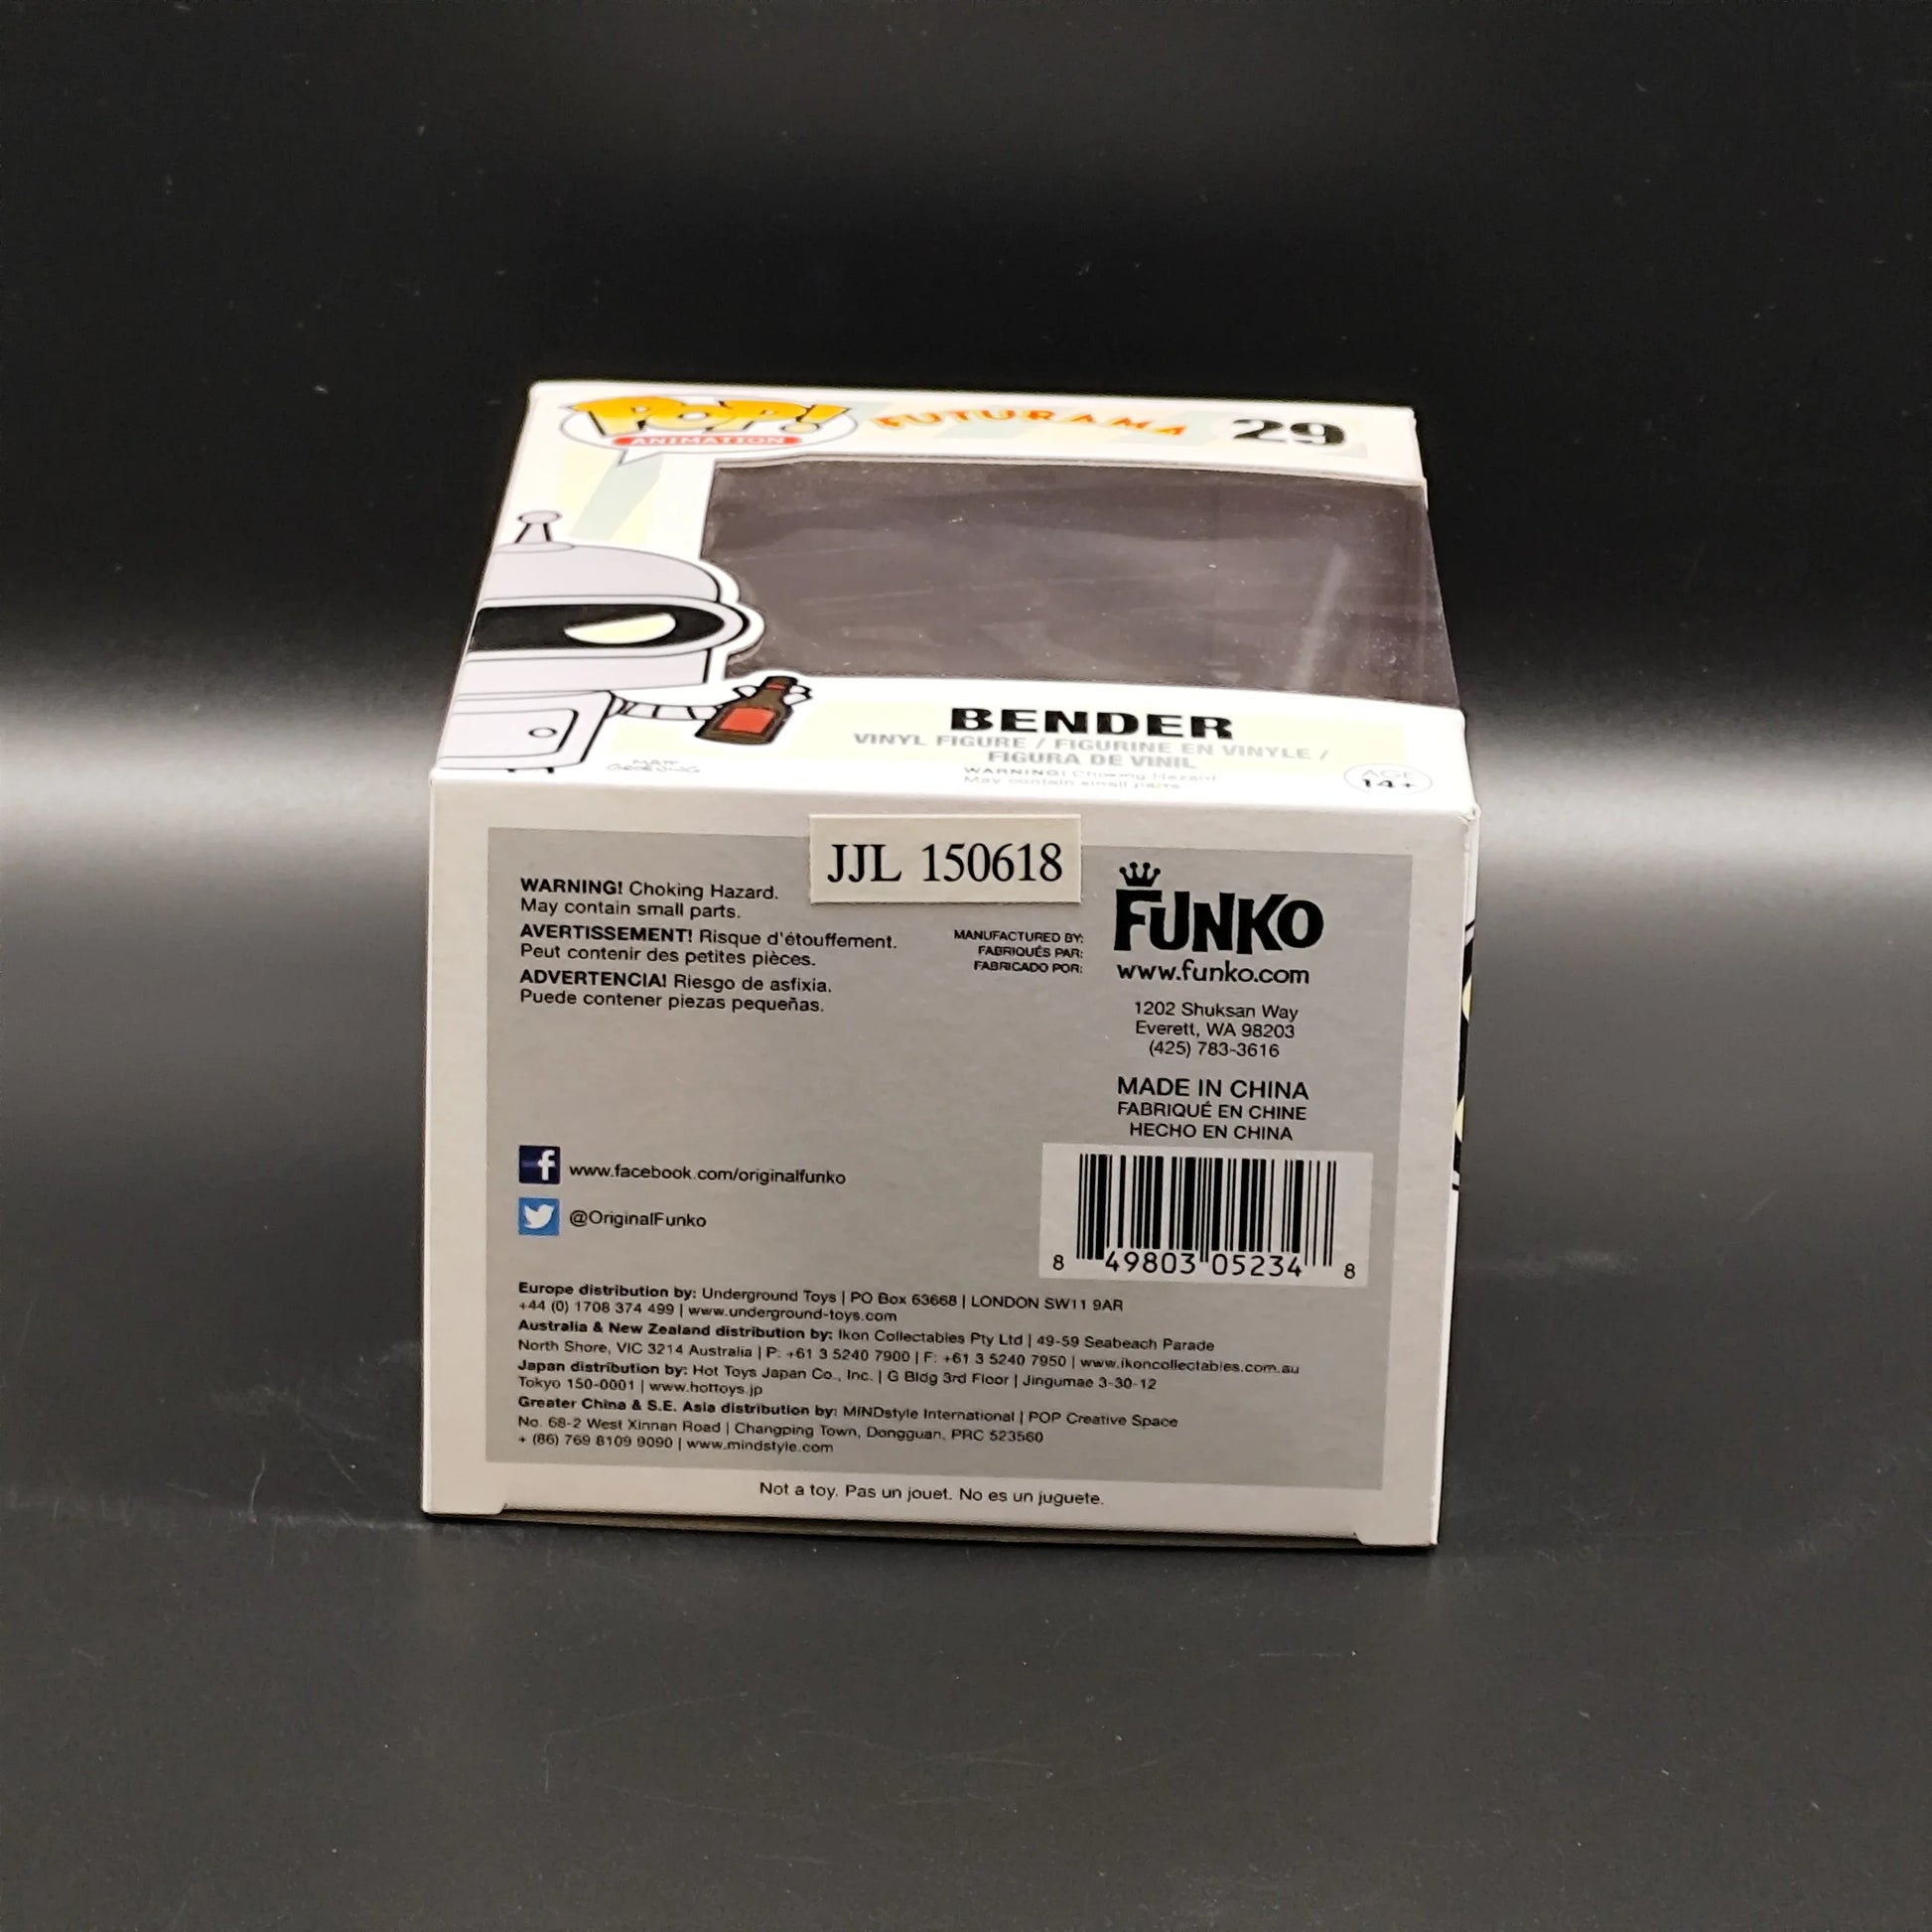 POP!
ANIMATION
FUTURAMA
29
BENDER
VINYL FIGURE / FIGURINE EN VINYLE /
FIGURA DE VINIL
WARNING! Choking Hazard
May contain small parts.
MATT
GROENING
AGE
14+
JJL 150618
WARNING! Choking Hazard.
May contain small parts.
AVERTISSEMENT! Risque d'étouffement.
Peut contenir des petites pièces.
ADVERTENCIA! Riesgo de asfixia.
Puede contener piezas pequeñas.
MANUFACTURED BY:
FABRIQUÉS PAR:
FABRICADO POR:
FUNKO
www.funko.com
1202 Shuksan Way
Everett, WA 98203
(425) 783-3616
MADE IN CHINA
FABRIQUÉ EN CHINE
HECHO EN CHINA
f www.facebook.com/originalfunko
@OriginalFunko
8 49803 05234 8
Europe distribution by: Underground Toys | PO Box 63668 | LONDON SW11 9AR
+44 (0) 1708 374 499 | www.underground-toys.com
Australia & New Zealand distribution by: Ikon Collectables Pty Ltd | 49-59 Seabeach Parade
North Shore, VIC 3214 Australia | P: +61 3 5240 7900 | F: +61 3 5240 7950 | www.ikoncollectables.com.au
Japan distribution by: Hot Toys Japan Co., Inc. | G Bldg 3rd Floor | Jingumae 3-30-12
Tokyo 150-0001 | www.hottoys.jp
Greater China & S.E. Asia distribution by: MINDstyle International | POP Creative Space
No. 68-2 West Xinnan Road | Changping Town, Dongguan, PRC 523560
+ (86) 769 8109 9090 | www.mindstyle.com
Not a toy. Pas un jouet. No es un juguete.